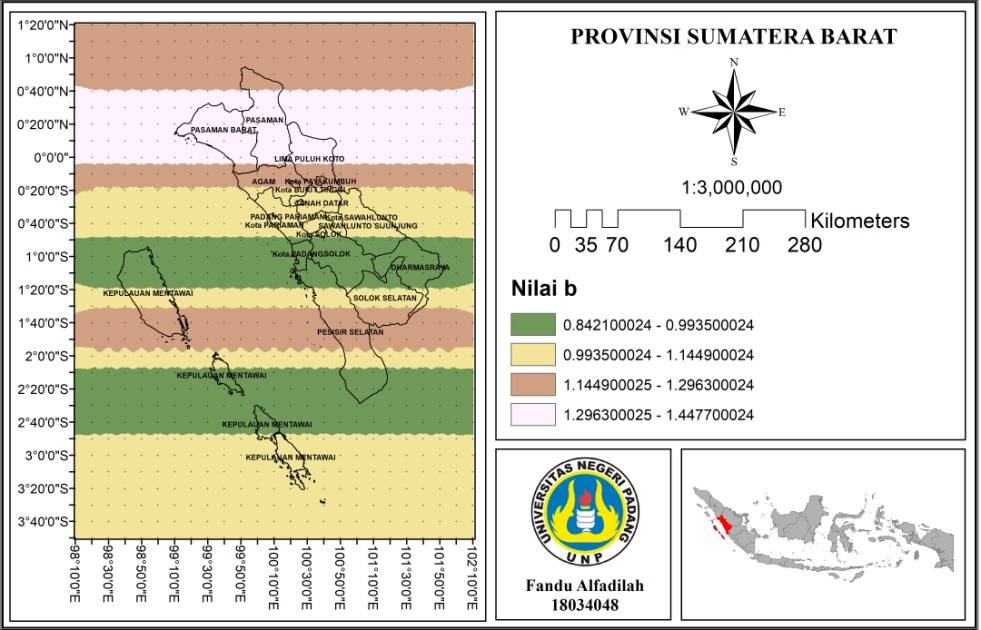 1°20'0"N
1°0'0"N
0°40'0"N
0°20'0"N
0°0'0"
0°20'0"S
0°40'0"S
1°0'0"S
1°20'0"S
1°40'0"S
2°0'0"S
2°20'0"S
2°40'0"S
3°0'0"S
3°20'0"S
3°40'0"S
PASAMAN
PASAMAN BARAT
LIMA PULUH KOTO
AGAM
Kota PAYAKUMBUH
Kota BUKIT TINGGI
TANAH DATAR
PADANG PARIAMAN
Kota SAWAHLUNTO
Kota PARIAMAN
SAWAHLUNTO SIJUNJUNG
Kota SOLOK
Kota PADANG
SOLOK
DHARMASRAYA
KEPULAUAN MENTAWAI
SOLOK SELATAN
PESISIR SELATAN
KEPULAUAN MENTAWAI
KEPULAUAN MENTAWAI
KEPULAUAN MENTAWAI
98°10'0"E
98°30'0"E
98°50'0"E
99°10'0"E
99°30'0"E
99°50'0"E
100°10'0"E
100°30'0"E
100°50'0"E
101°10'0"E
101°30'0"E
101°50'0"E
102°10'0"E
PROVINSI SUMATERA BARAT
N
W E
S
1:3,000,000
Kilometers
0 35 70 140 210 280
Nilai b
0.842100024 - 0.993500024
0.993500024 - 1.144900024
1.144900025 - 1.296300024
1.296300025 - 1.447700024
UNIVERSITAS NEGERI PADANG
U N P
Fandu Alfadilah
18034048